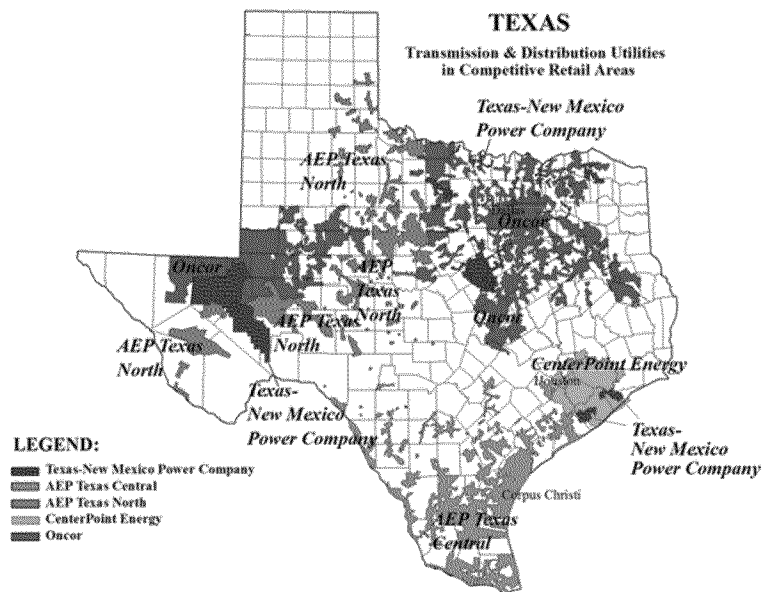 TEXAS
Transmission & Distribution Utilities
in Competitive Retail Areas
Texas-New Mexico
Power Company
AEP Texas
North
Oncor
Oncor
AEP
Texas
North
AEP Texas
North
Oncor
AEP Texas
North
CenterPoint Energy
Houston
Texas-
New Mexico
Power Company
Texas-
New Mexico
Power Company
LEGEND:
Texas-New Mexico Power Company
AEP Texas Central
AEP Texas North
CenterPoint Energy
Oncor
Corpus Christi
AEP Texas
Central